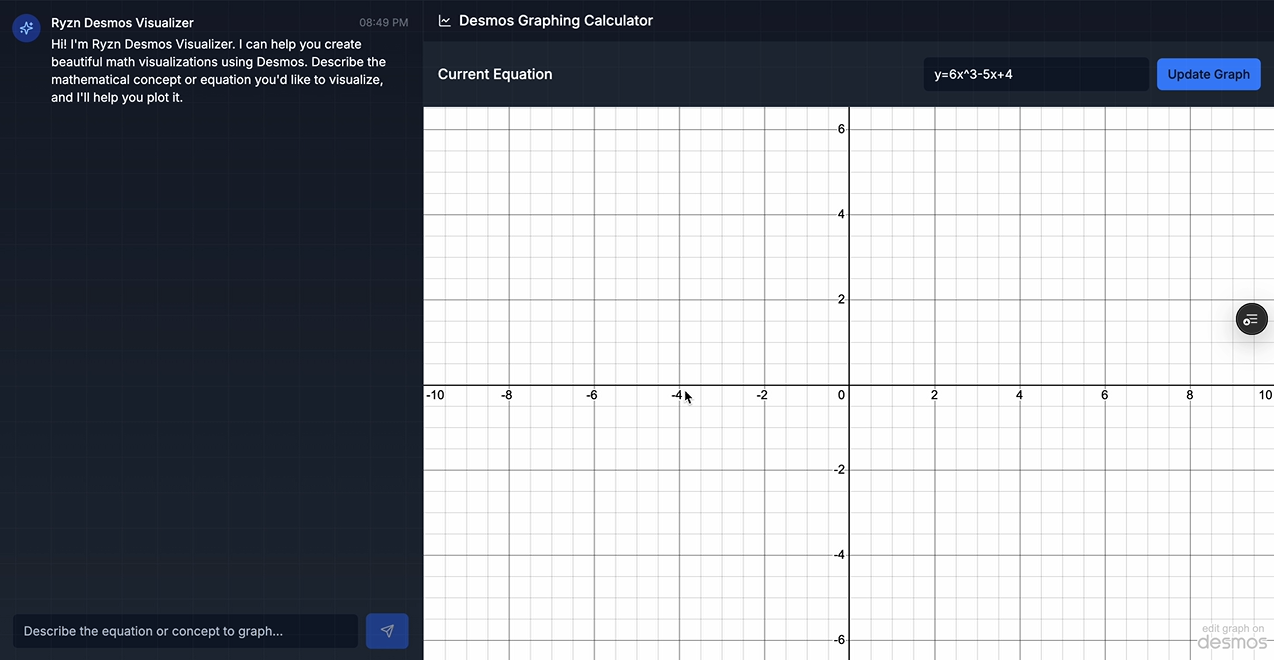 Ryzn Desmos Visualizer
08:49 PM
Hi! I'm Ryzn Desmos Visualizer. I can help you create
beautiful math visualizations using Desmos. Describe the
mathematical concept or equation you'd like to visualize,
and I'll help you plot it.
Describe the equation or concept to graph...
Desmos Graphing Calculator
Current Equation
y=6x^3-5x+4
Update Graph
6
4
2
-10 -8 -6 -4 -2 0 2 4 6 8 10
-2
-4
-6
edit graph on
desmos